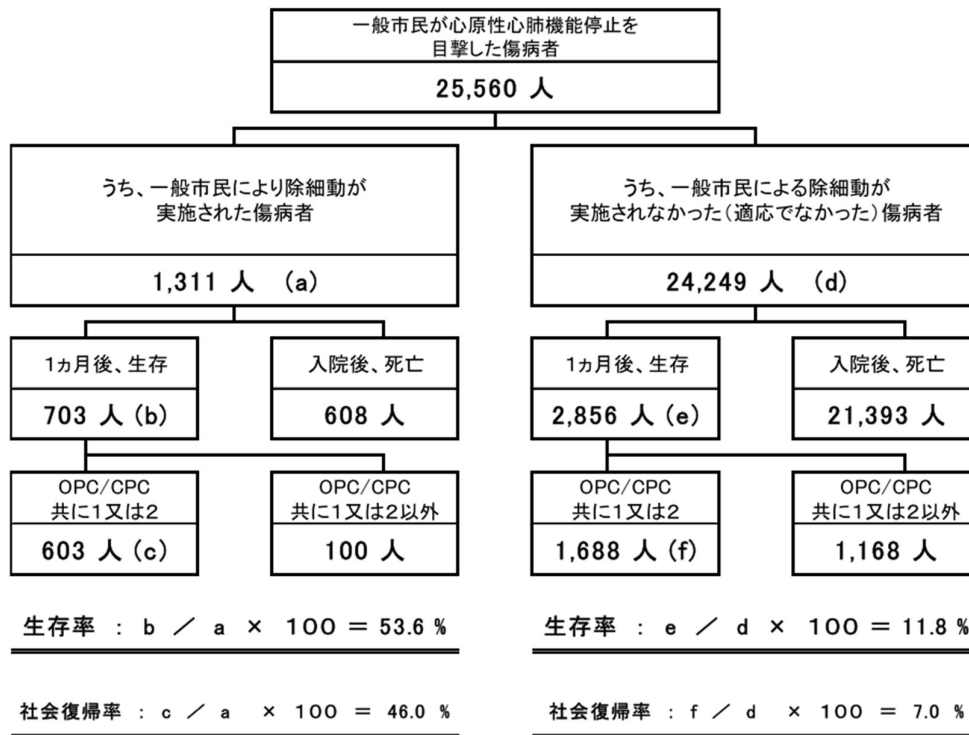 一般市民が心原性心肺機能停止を
目撃した傷病者
25,560 人
うち、一般市民により除細動が
実施された傷病者
1,311 人 (a)
うち、一般市民による除細動が
実施されなかった(適応でなかった)傷病者
24,249 人 (d)
1ヵ月後、生存
703 人 (b)
入院後、死亡
608 人
1ヵ月後、生存
2,856 人 (e)
入院後、死亡
21,393 人
OPC/CPC
共に1又は2
603 人 (c)
OPC/CPC
共に1又は2以外
100 人
OPC/CPC
共に1又は2
1,688 人 (f)
OPC/CPC
共に1又は2以外
1,168 人
生存率 : b / a × 100 = 53.6 %
生存率 : e / d × 100 = 11.8 %
社会復帰率 : c / a × 100 = 46.0 %
社会復帰率 : f / d × 100 = 7.0 %